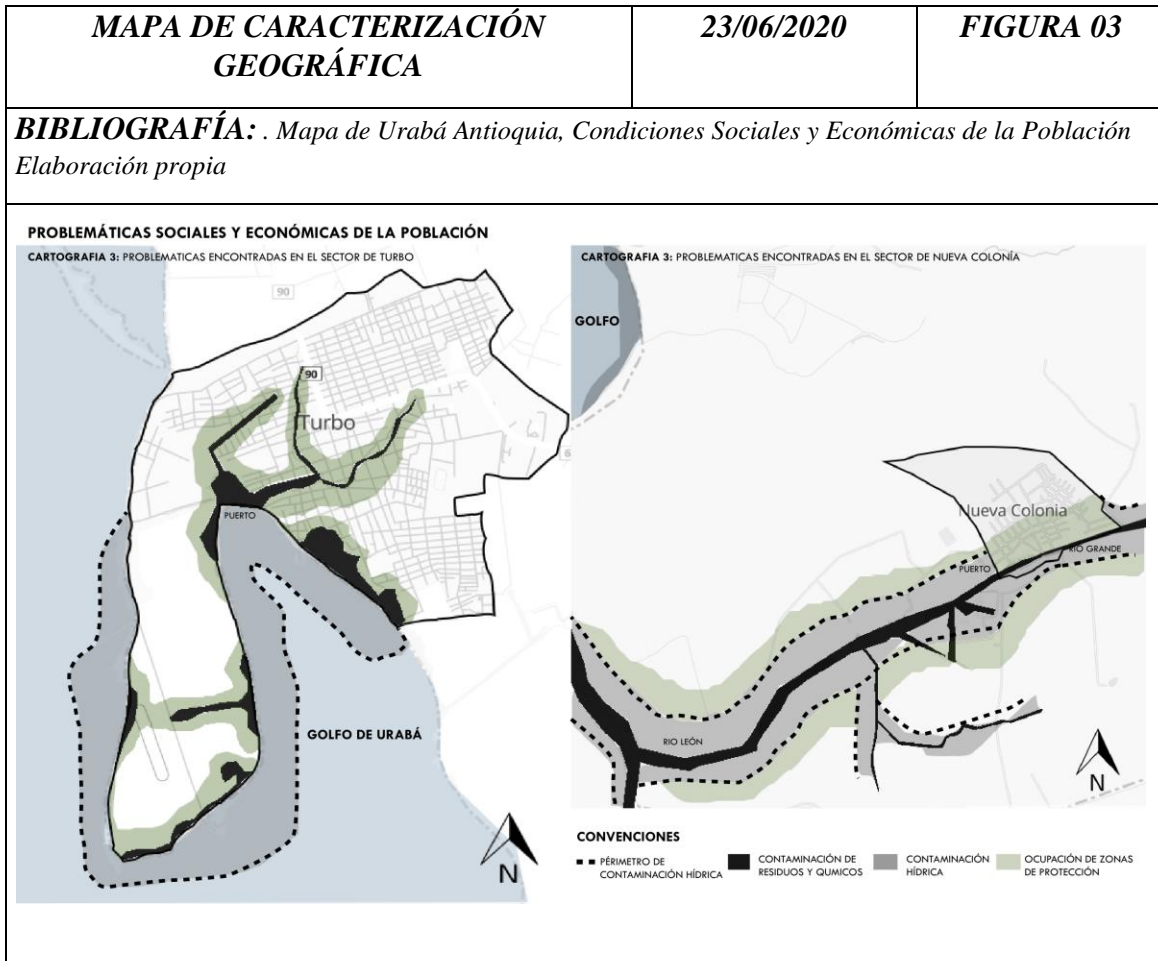 MAPA DE CARACTERIZACIÓN
GEOGRÁFICA
23/06/2020
FIGURA 03
BIBLIOGRAFÍA: . Mapa de Urabá Antioquia, Condiciones Sociales y Económicas de la Población
Elaboración propia
PROBLEMÁTICAS SOCIALES Y ECONÓMICAS DE LA POBLACIÓN
CARTOGRAFIA 3: PROBLEMATICAS ENCONTRADAS EN EL SECTOR DE TURBO
90
90
Turbo
6
PUERTO
GOLFO DE URABÁ
N
CARTOGRAFIA 3: PROBLEMATICAS ENCONTRADAS EN EL SECTOR DE NUEVA COLONÍA
GOLFO
Nueva Colonia
RIO GRANDE
PUERTO
RIO LEÓN
N
CONVENCIONES
PÉRIMETRO DE
CONTAMINACIÓN HÍDRICA
CONTAMINACIÓN DE
RESIDUOS Y QUMICOS
CONTAMINACIÓN
HÍDRICA
OCUPACIÓN DE ZONAS
DE PROTECCIÓN